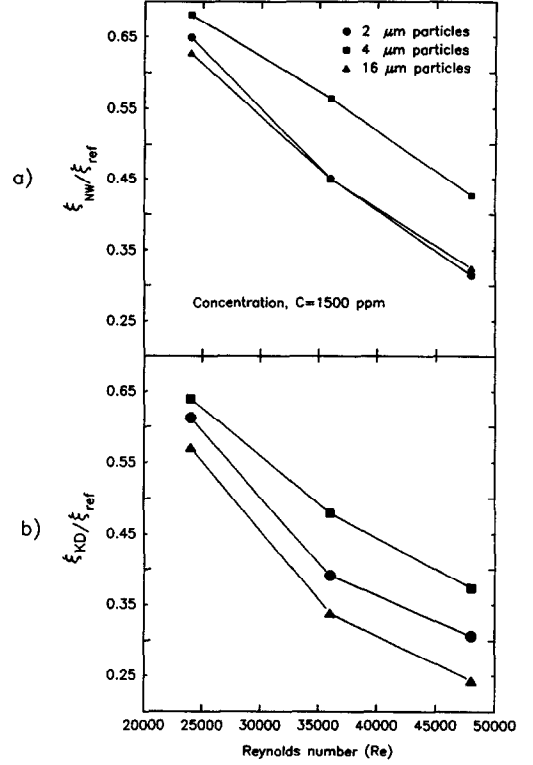 2 μm particles
4 μm particles
16 μm particles
0.65
0.55
0.45
0.35
0.25
a)
ξNW/ξref
Concentration, C=1500 ppm
0.65
0.55
0.45
0.35
0.25
b)
ξKD/ξref
20000 25000 30000 35000 40000 45000 50000
Reynolds number (Re)